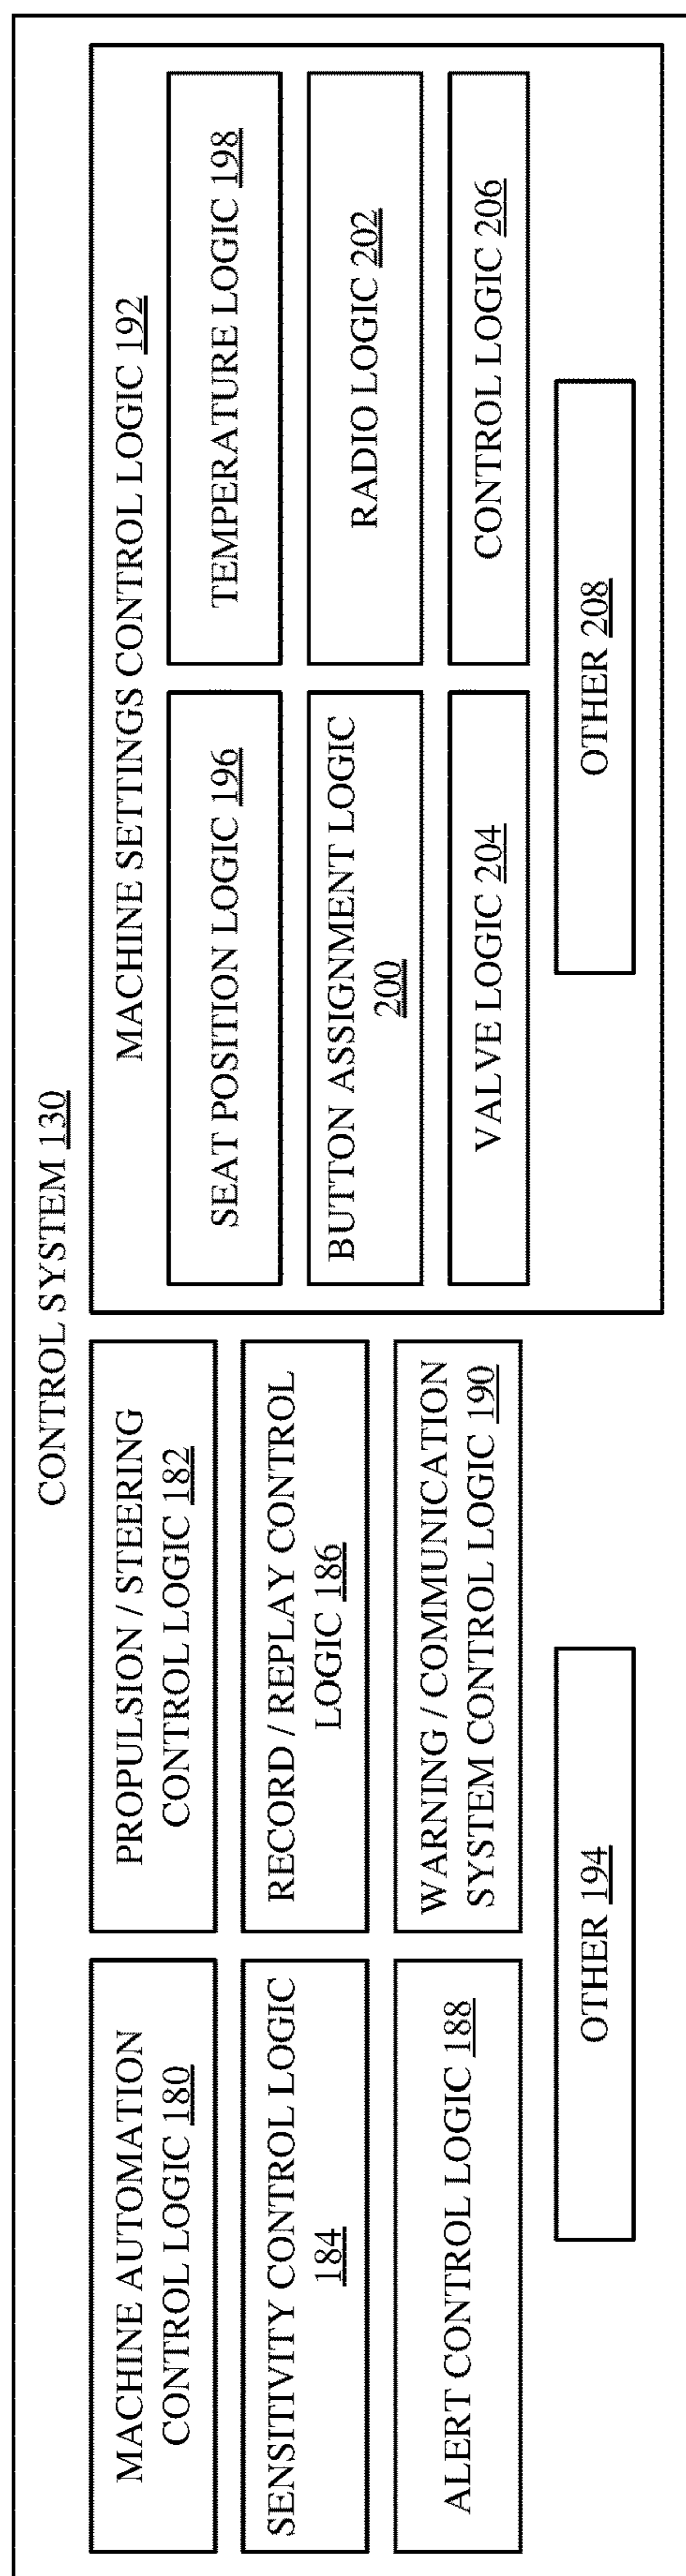 CONTROL SYSTEM 130
MACHINE AUTOMATION
CONTROL LOGIC 180
PROPULSION / STEERING
CONTROL LOGIC 182
SENSITIVITY CONTROL LOGIC
184
RECORD / REPLAY CONTROL
LOGIC 186
ALERT CONTROL LOGIC 188
WARNING / COMMUNICATION
SYSTEM CONTROL LOGIC 190
OTHER 194
MACHINE SETTINGS CONTROL LOGIC 192
SEAT POSITION LOGIC 196
TEMPERATURE LOGIC 198
BUTTON ASSIGNMENT LOGIC
200
RADIO LOGIC 202
VALVE LOGIC 204
CONTROL LOGIC 206
OTHER 208